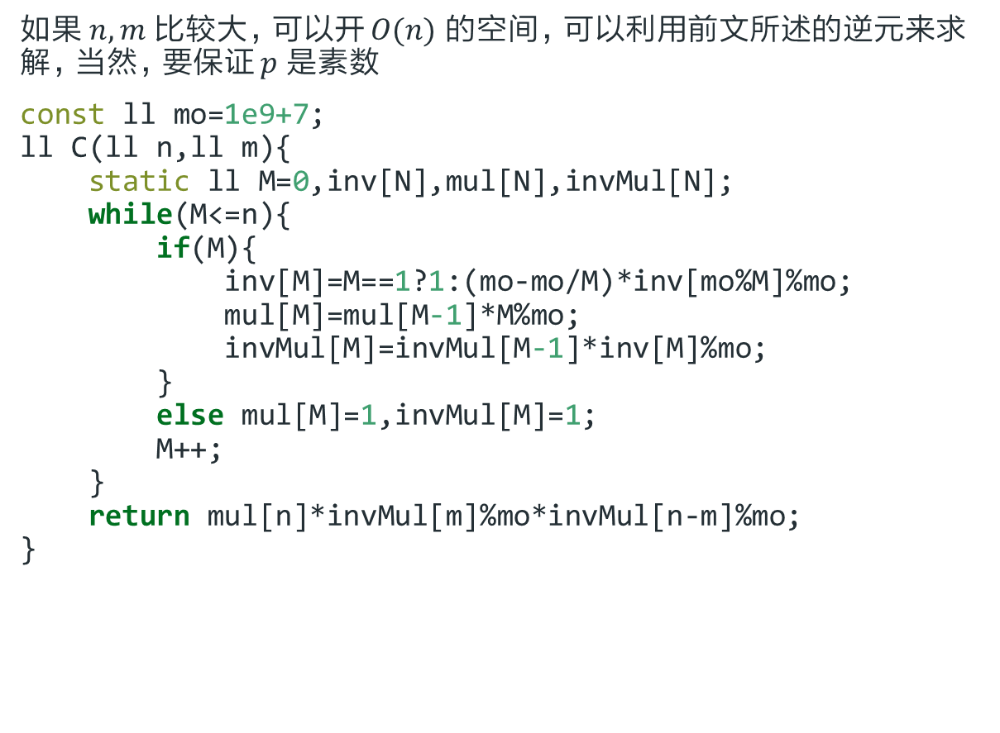 如果 n, m 比较大，可以开 O(n) 的空间，可以利用前文所述的逆元来求
解，当然，要保证 p 是素数
const ll mo=1e9+7;
ll C(ll n,ll m){
    static ll M=0,inv[N],mul[N],invMul[N];
    while(M<=n){
        if(M){
            inv[M]=M==1?1:(mo-mo/M)*inv[mo%M]%mo;
            mul[M]=mul[M-1]*M%mo;
            invMul[M]=invMul[M-1]*inv[M]%mo;
        }
        else mul[M]=1,invMul[M]=1;
        M++;
    }
    return mul[n]*invMul[m]%mo*invMul[n-m]%mo;
}